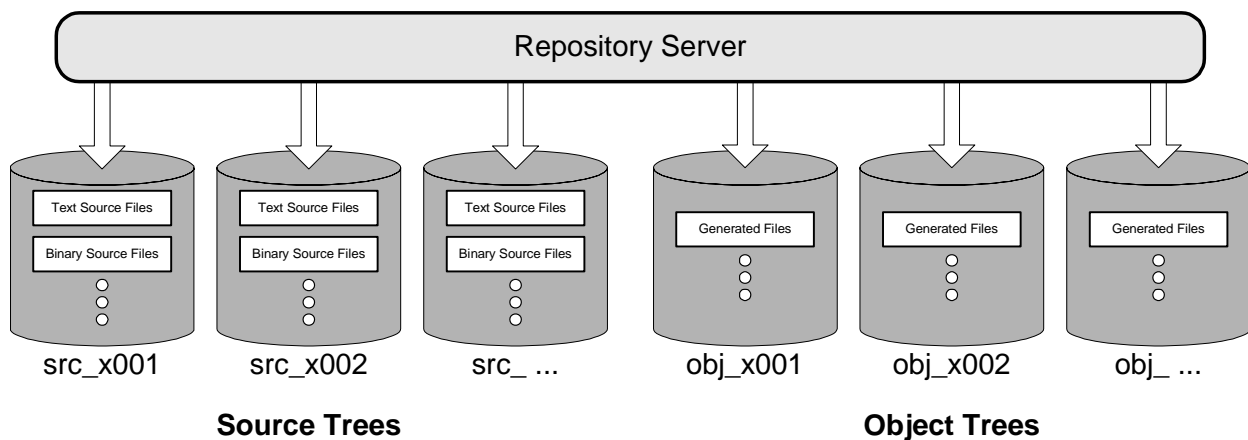 Repository Server
Text Source Files
Binary Source Files
src_x001
Text Source Files
Binary Source Files
src_x002
Text Source Files
Binary Source Files
src_ ...
Source Trees
Generated Files
obj_x001
Generated Files
obj_x002
Generated Files
obj_ ...
Object Trees